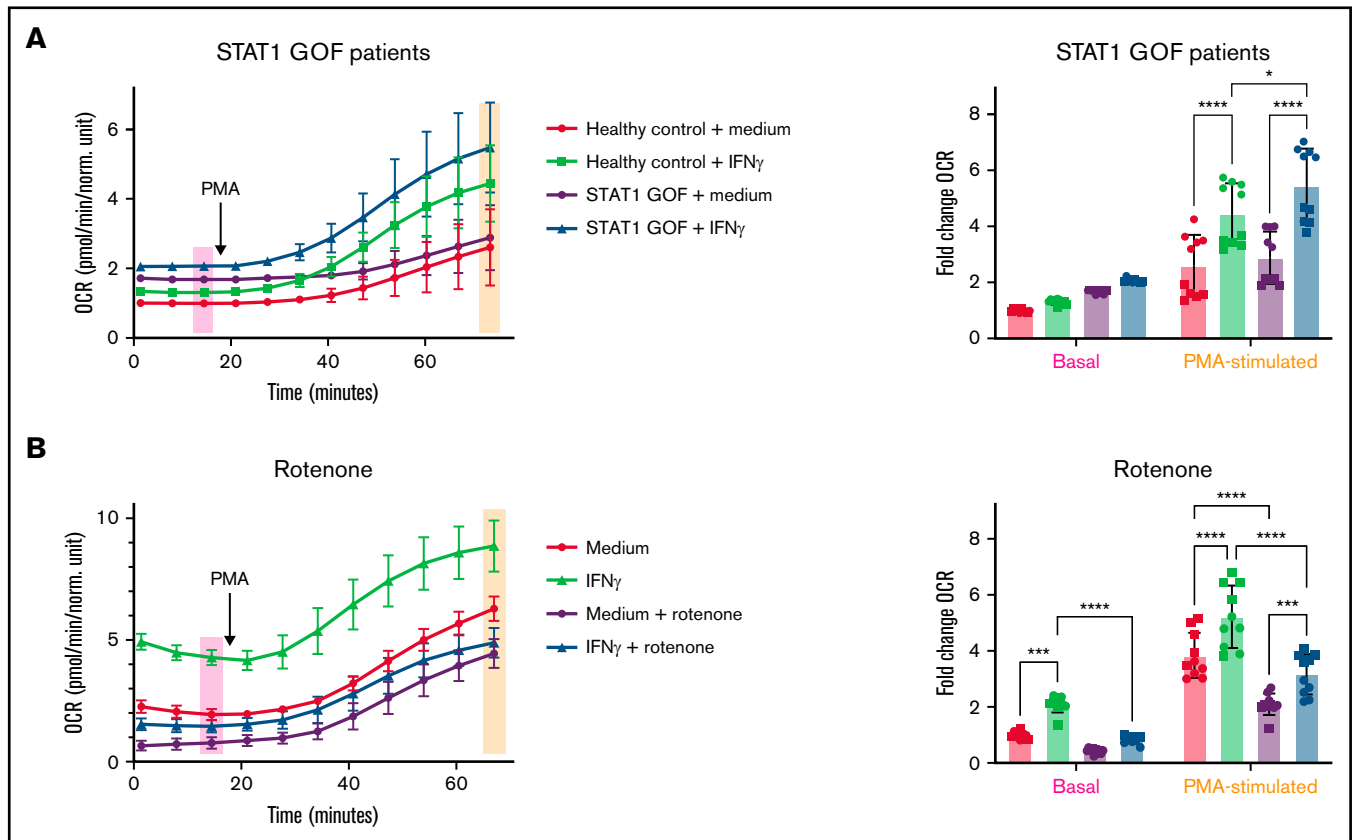 A
STAT1 GOF patients
OCR (pmol/min/norm. unit)
6
4
2
0
PMA
0 20 40 60
Time (minutes)
Healthy control + medium
Healthy control + IFNγ
STAT1 GOF + medium
STAT1 GOF + IFNγ
STAT1 GOF patients
Fold change OCR
8
6
4
2
0
*
**** ****
Basal PMA-stimulated
B
Rotenone
OCR (pmol/min/norm. unit)
10
5
0
PMA
0 20 40 60
Time (minutes)
Medium
IFNγ
Medium + rotenone
IFNγ + rotenone
Rotenone
Fold change OCR
8
6
4
2
0
****
**** ****
****
***
***
Basal PMA-stimulated